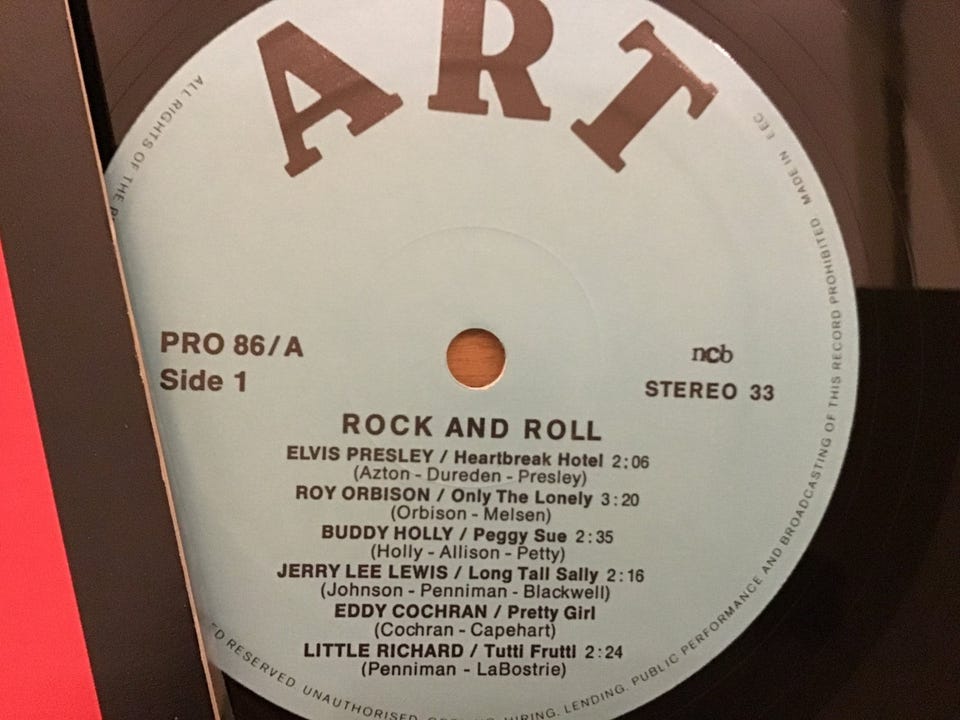 ART
PRO 86/A
Side 1
ncb
STEREO 33
ROCK AND ROLL
ELVIS PRESLEY / Heartbreak Hotel 2:06
(Azton - Dureden - Presley)
ROY ORBISON / Only The Lonely 3:20
(Orbison - Melsen)
BUDDY HOLLY / Peggy Sue 2:35
(Holly - Allison - Petty)
JERRY LEE LEWIS / Long Tall Sally 2:16
(Johnson - Penniman - Blackwell)
EDDY COCHRAN / Pretty Girl
(Cochran - Capehart)
LITTLE RICHARD / Tutti Frutti 2:24
(Penniman - LaBostrie)
ALL RIGHTS OF THE
RESERVED UNAUTHORISED HIRING, LENDING, PUBLIC PERFORMANCE AND BROADCASTING OF THIS RECORD PROHIBITED MADE IN EEC